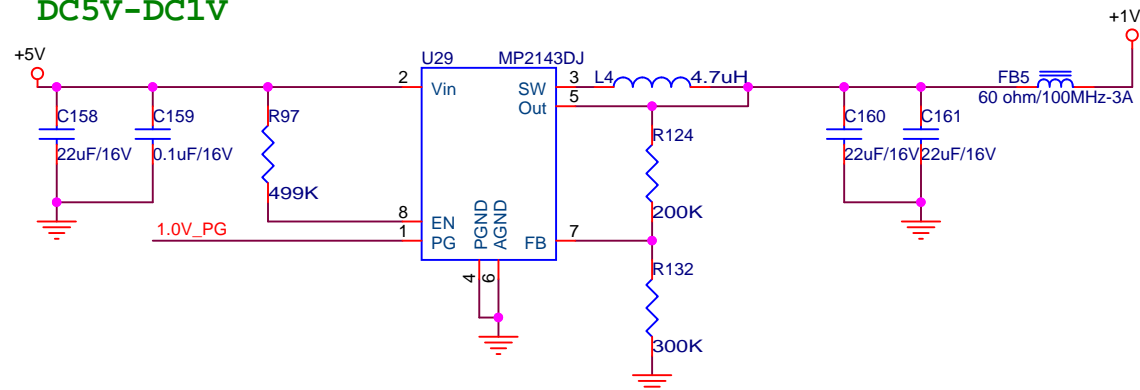 DC5V-DC1V
+1V
+5V
U29 MP2143DJ
2 Vin SW 3 L4 4.7uH FB5
Out 5 60 ohm/100MHz-3A
C158 C159 R97 R124 C160 C161
22uF/16V 0.1uF/16V 22uF/16V 22uF/16V
499K
200K
8 EN
1.0V_PG 1 PG PGND AGND FB 7
4 6 R132
300K